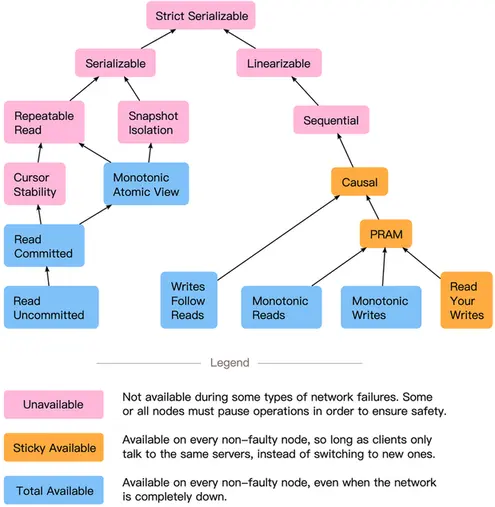 Strict Serializable
Serializable
Linearizable
Repeatable
Read
Snapshot
Isolation
Sequential
Cursor
Stability
Monotonic
Atomic View
Causal
Read
Committed
PRAM
Read
Uncommitted
Writes
Follow
Reads
Monotonic
Reads
Monotonic
Writes
Read
Your
Writes
Legend
Unavailable
Not available during some types of network failures. Some
or all nodes must pause operations in order to ensure safety.
Sticky Available
Available on every non-faulty node, so long as clients only
talk to the same servers, instead of switching to new ones.
Total Available
Available on every non-faulty node, even when the network
is completely down.